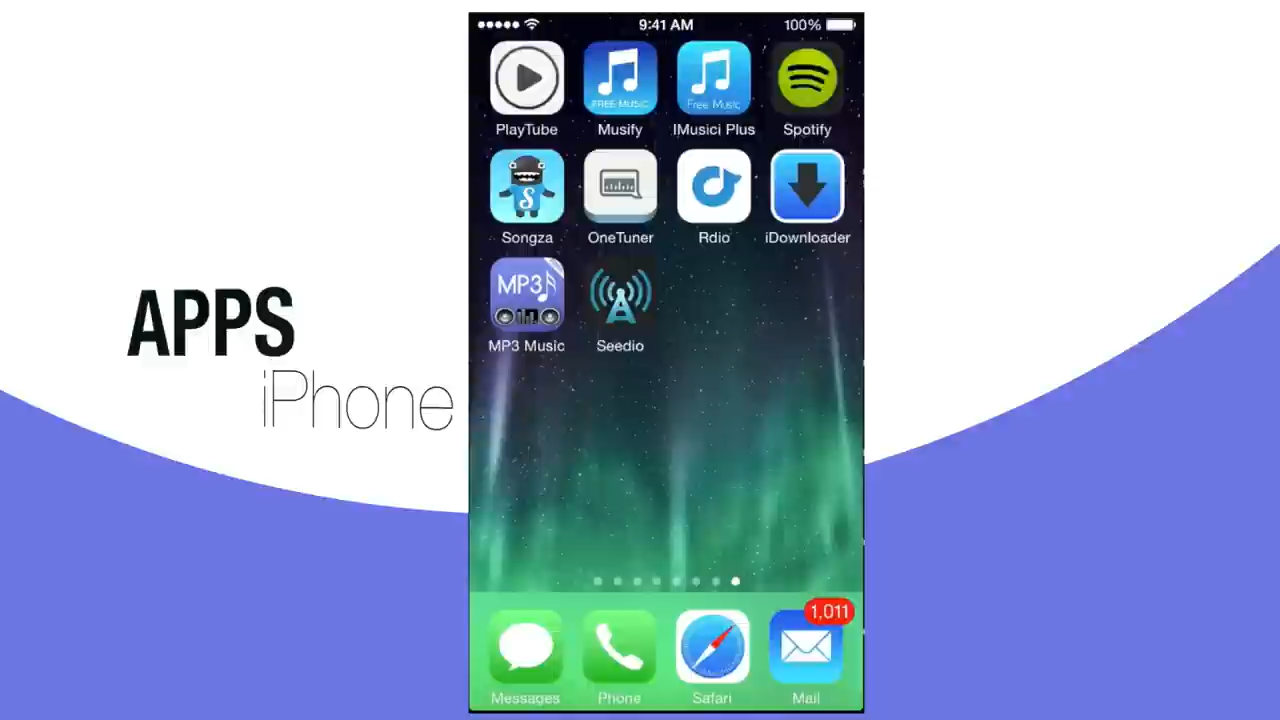 9:41 AM
100%
FREE MUSIC
Free Music
PlayTube
Musify
IMusici Plus
Spotify
S
Songza
OneTuner
Rdio
iDownloader
MP3
MP3 Music
Seedio
APPS
iPhone
1,011
Messages
Phone
Safari
Mail